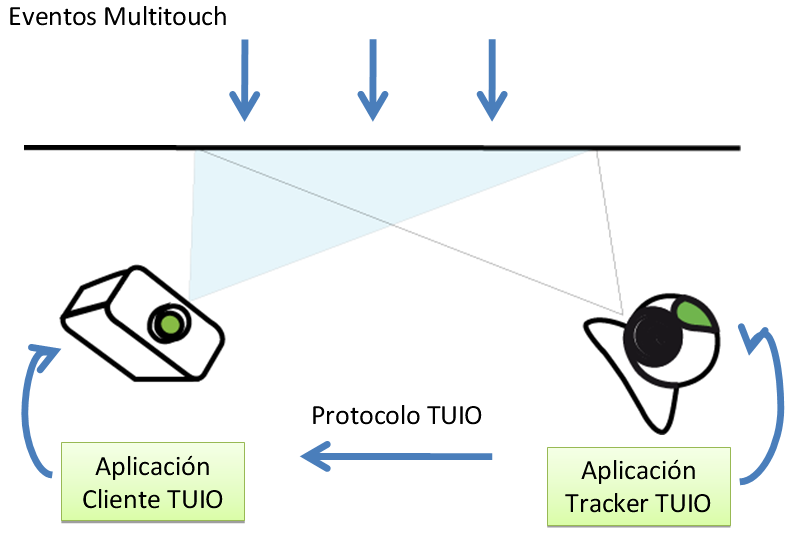 Eventos Multitouch
Protocolo TUIO
Aplicación
Cliente TUIO
Aplicación
Tracker TUIO